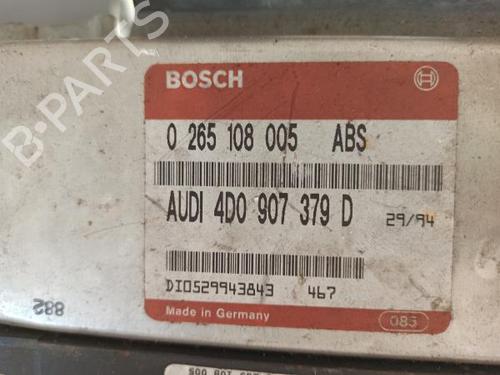 B-PARTS
BOSCH
0 265 108 005 ABS
AUDI 4D0 907 379 D 29/94
DI0529943843 467
Made in Germany 085
882